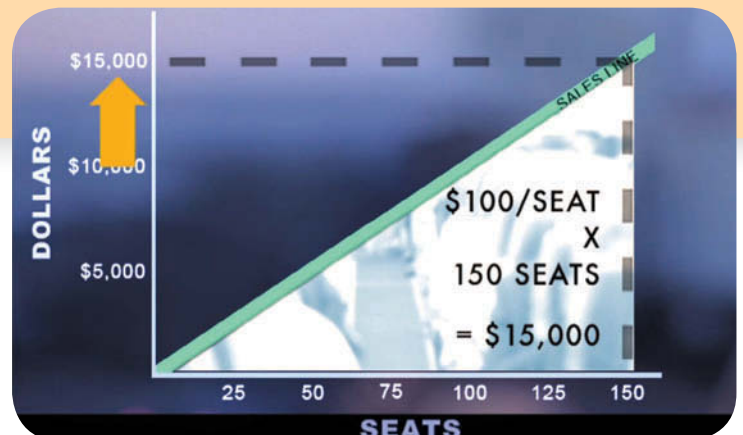 $15,000
$10,000
$5,000
DOLLARS
SALES LINE
$100/SEAT
X
150 SEATS
= $15,000
25 50 75 100 125 150
SEATS